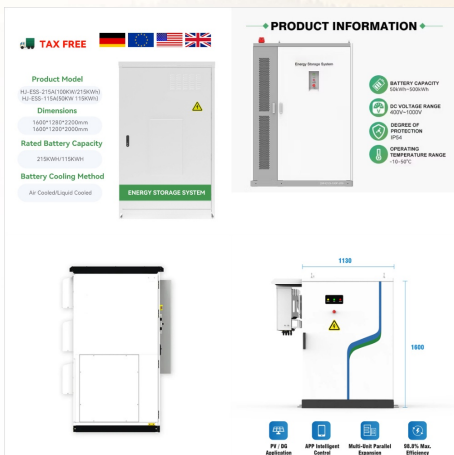 TAX FREE
Product Model
HJ-ESS-215A(100KW/215KWh)
HJ-ESS-115A(50KW 115KWh)
Dimensions
1600*1280*2200mm
1600*1200*2000mm
Rated Battery Capacity
215KWH/115KWH
Battery Cooling Method
Air Cooled/Liquid Cooled
ENERGY STORAGE SYSTEM
PRODUCT INFORMATION
Energy Storage System
BATTERY CAPACITY
50kWh~500kWh
DC VOLTAGE RANGE
400V~1000V
DEGREE OF
PROTECTION
IP54
OPERATING
TEMPERATURE RANGE
-10-50°C
1130
1600
PV / DG
Application
APP Intelligent
Control
Multi-Unit Parallel
Expansion
98.8% Max.
Efficiency